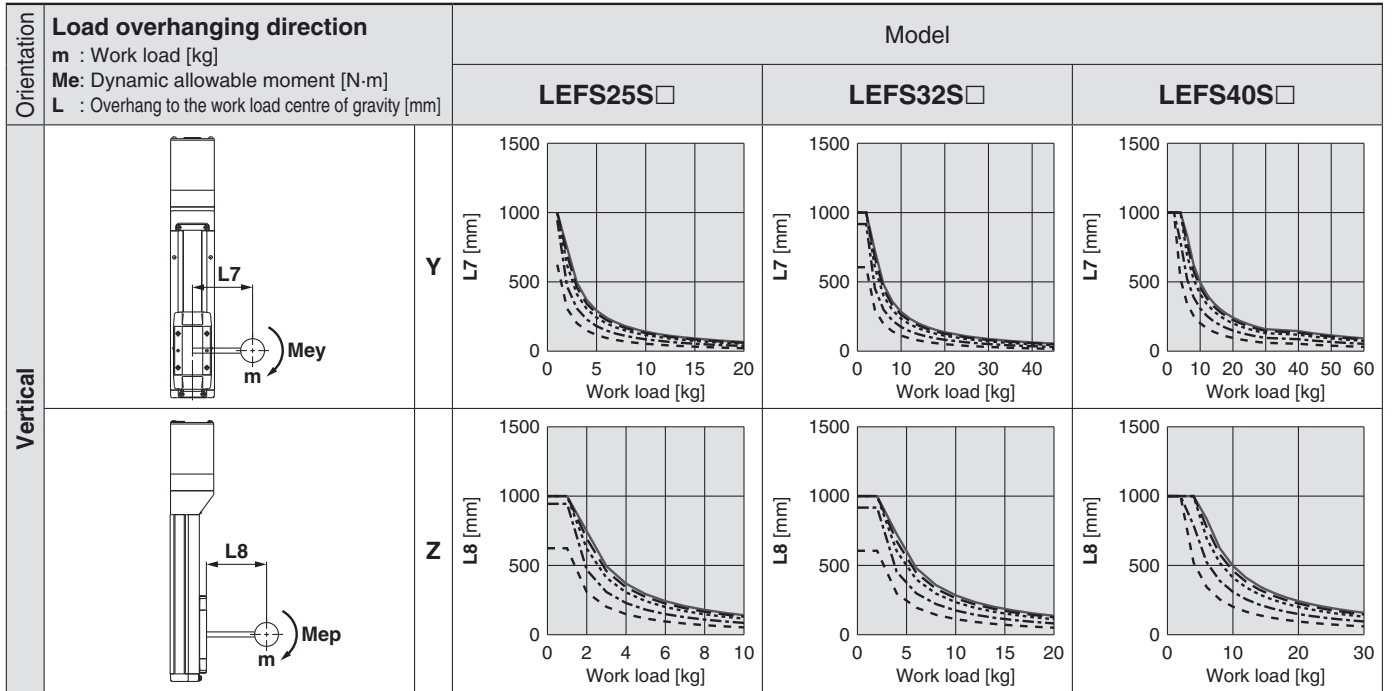 Orientation
Load overhanging direction
m : Work load [kg]
Me: Dynamic allowable moment [N·m]
L : Overhang to the work load centre of gravity [mm]
Model
LEFS25S□
LEFS32S□
LEFS40S□
Vertical
L7
Mey
m
Y
L7 [mm]
1500
1000
500
0
0 5 10 15 20
Work load [kg]
L7 [mm]
1500
1000
500
0
0 10 20 30 40
Work load [kg]
L7 [mm]
1500
1000
500
0
0 10 20 30 40 50 60
Work load [kg]
L8
Mep
m
Z
L8 [mm]
1500
1000
500
0
0 2 4 6 8 10
Work load [kg]
L8 [mm]
1500
1000
500
0
0 5 10 15 20
Work load [kg]
L8 [mm]
1500
1000
500
0
0 10 20 30
Work load [kg]